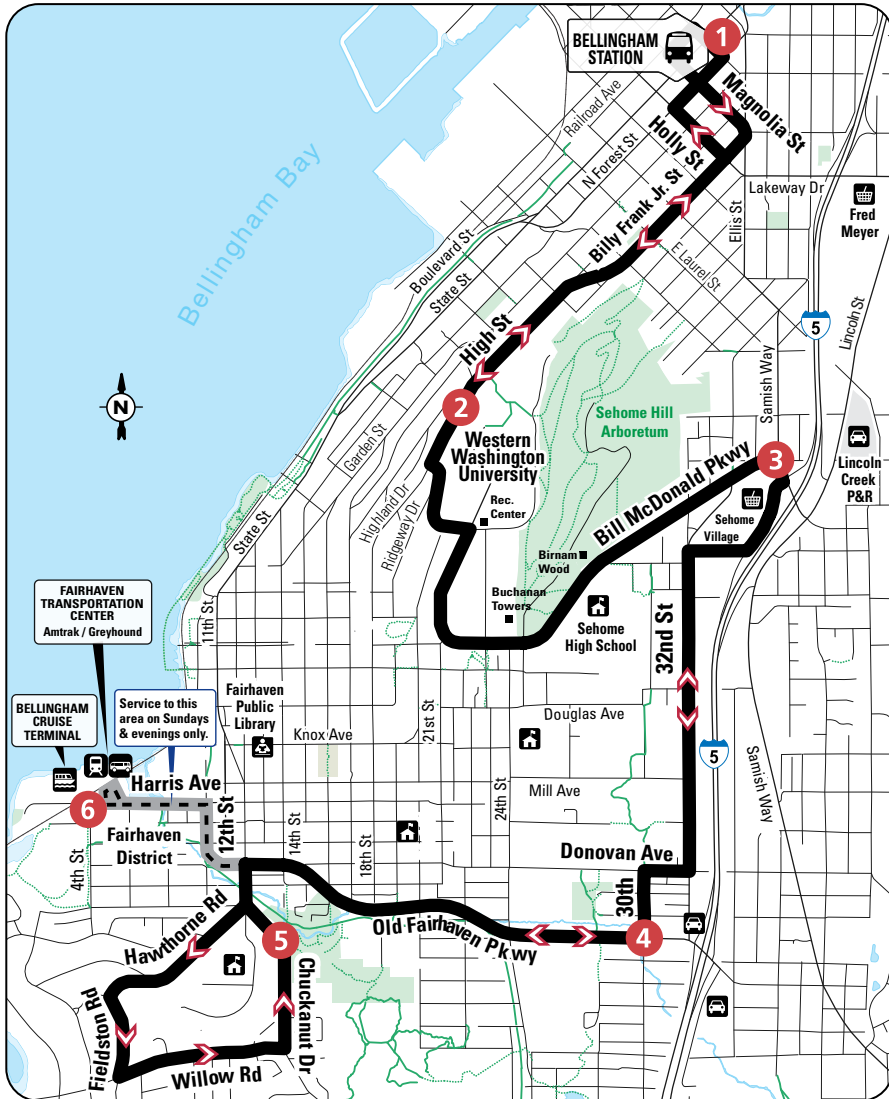 BELLINGHAM
STATION
1
Magnolia St
Holly St
Railroad Ave
N Forest St
Billy Frank Jr. St
Lakeway Dr
Ellis St
Fred
Meyer
Bellingham Bay
Boulevard St
State St
E Laurel St
5
Lincoln St
High St
Samish Way
N
2
Sehome Hill
Arboretum
Western
Washington
University
Garden St
3
Lincoln
Creek
P&R
Highland Dr
Ridgeway Dr
Rec.
Center
Bill McDonald Pkwy
Sehome
Village
State St
Birnam
Wood
Buchanan
Towers
FAIRHAVEN
TRANSPORTATION
CENTER
Amtrak / Greyhound
11th St
Sehome
High School
32nd St
BELLINGHAM
CRUISE
TERMINAL
Service to this
area on Sundays
& evenings only.
Fairhaven
Public
Library
21st St
Douglas Ave
Knox Ave
5
Samish Way
Harris Ave
6
12th St
24th St
Mill Ave
Fairhaven
District
4th St
14th St
18th St
Donovan Ave
30th
Hawthorne Rd
5
Old Fairhaven Pkwy
4
Chuckanut Dr
Fieldston Rd
Willow Rd